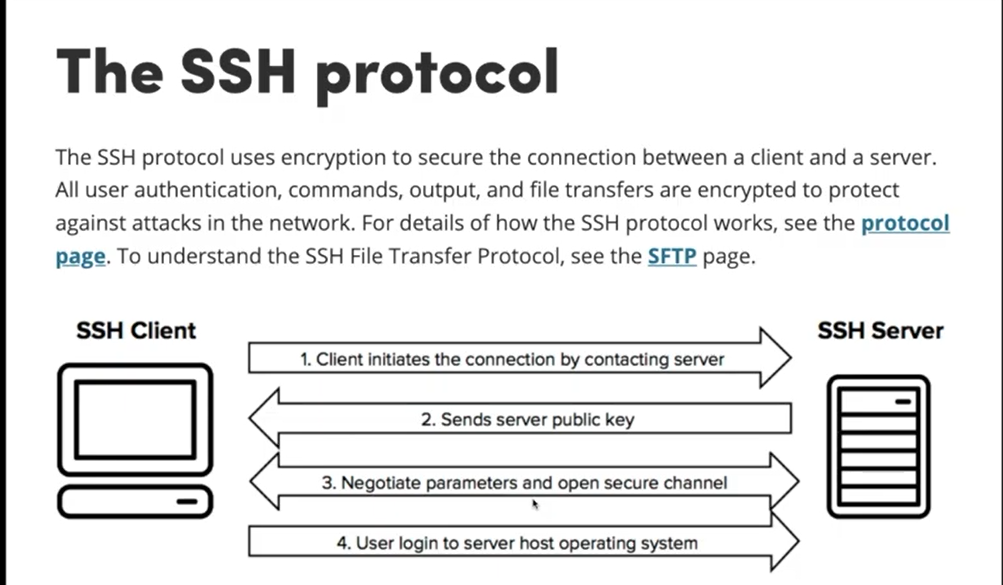 The SSH protocol
The SSH protocol uses encryption to secure the connection between a client and a server.
All user authentication, commands, output, and file transfers are encrypted to protect
against attacks in the network. For details of how the SSH protocol works, see the protocol
page. To understand the SSH File Transfer Protocol, see the SFTP page.
SSH Client
SSH Server
1. Client initiates the connection by contacting server
2. Sends server public key
3. Negotiate parameters and open secure channel
4. User login to server host operating system